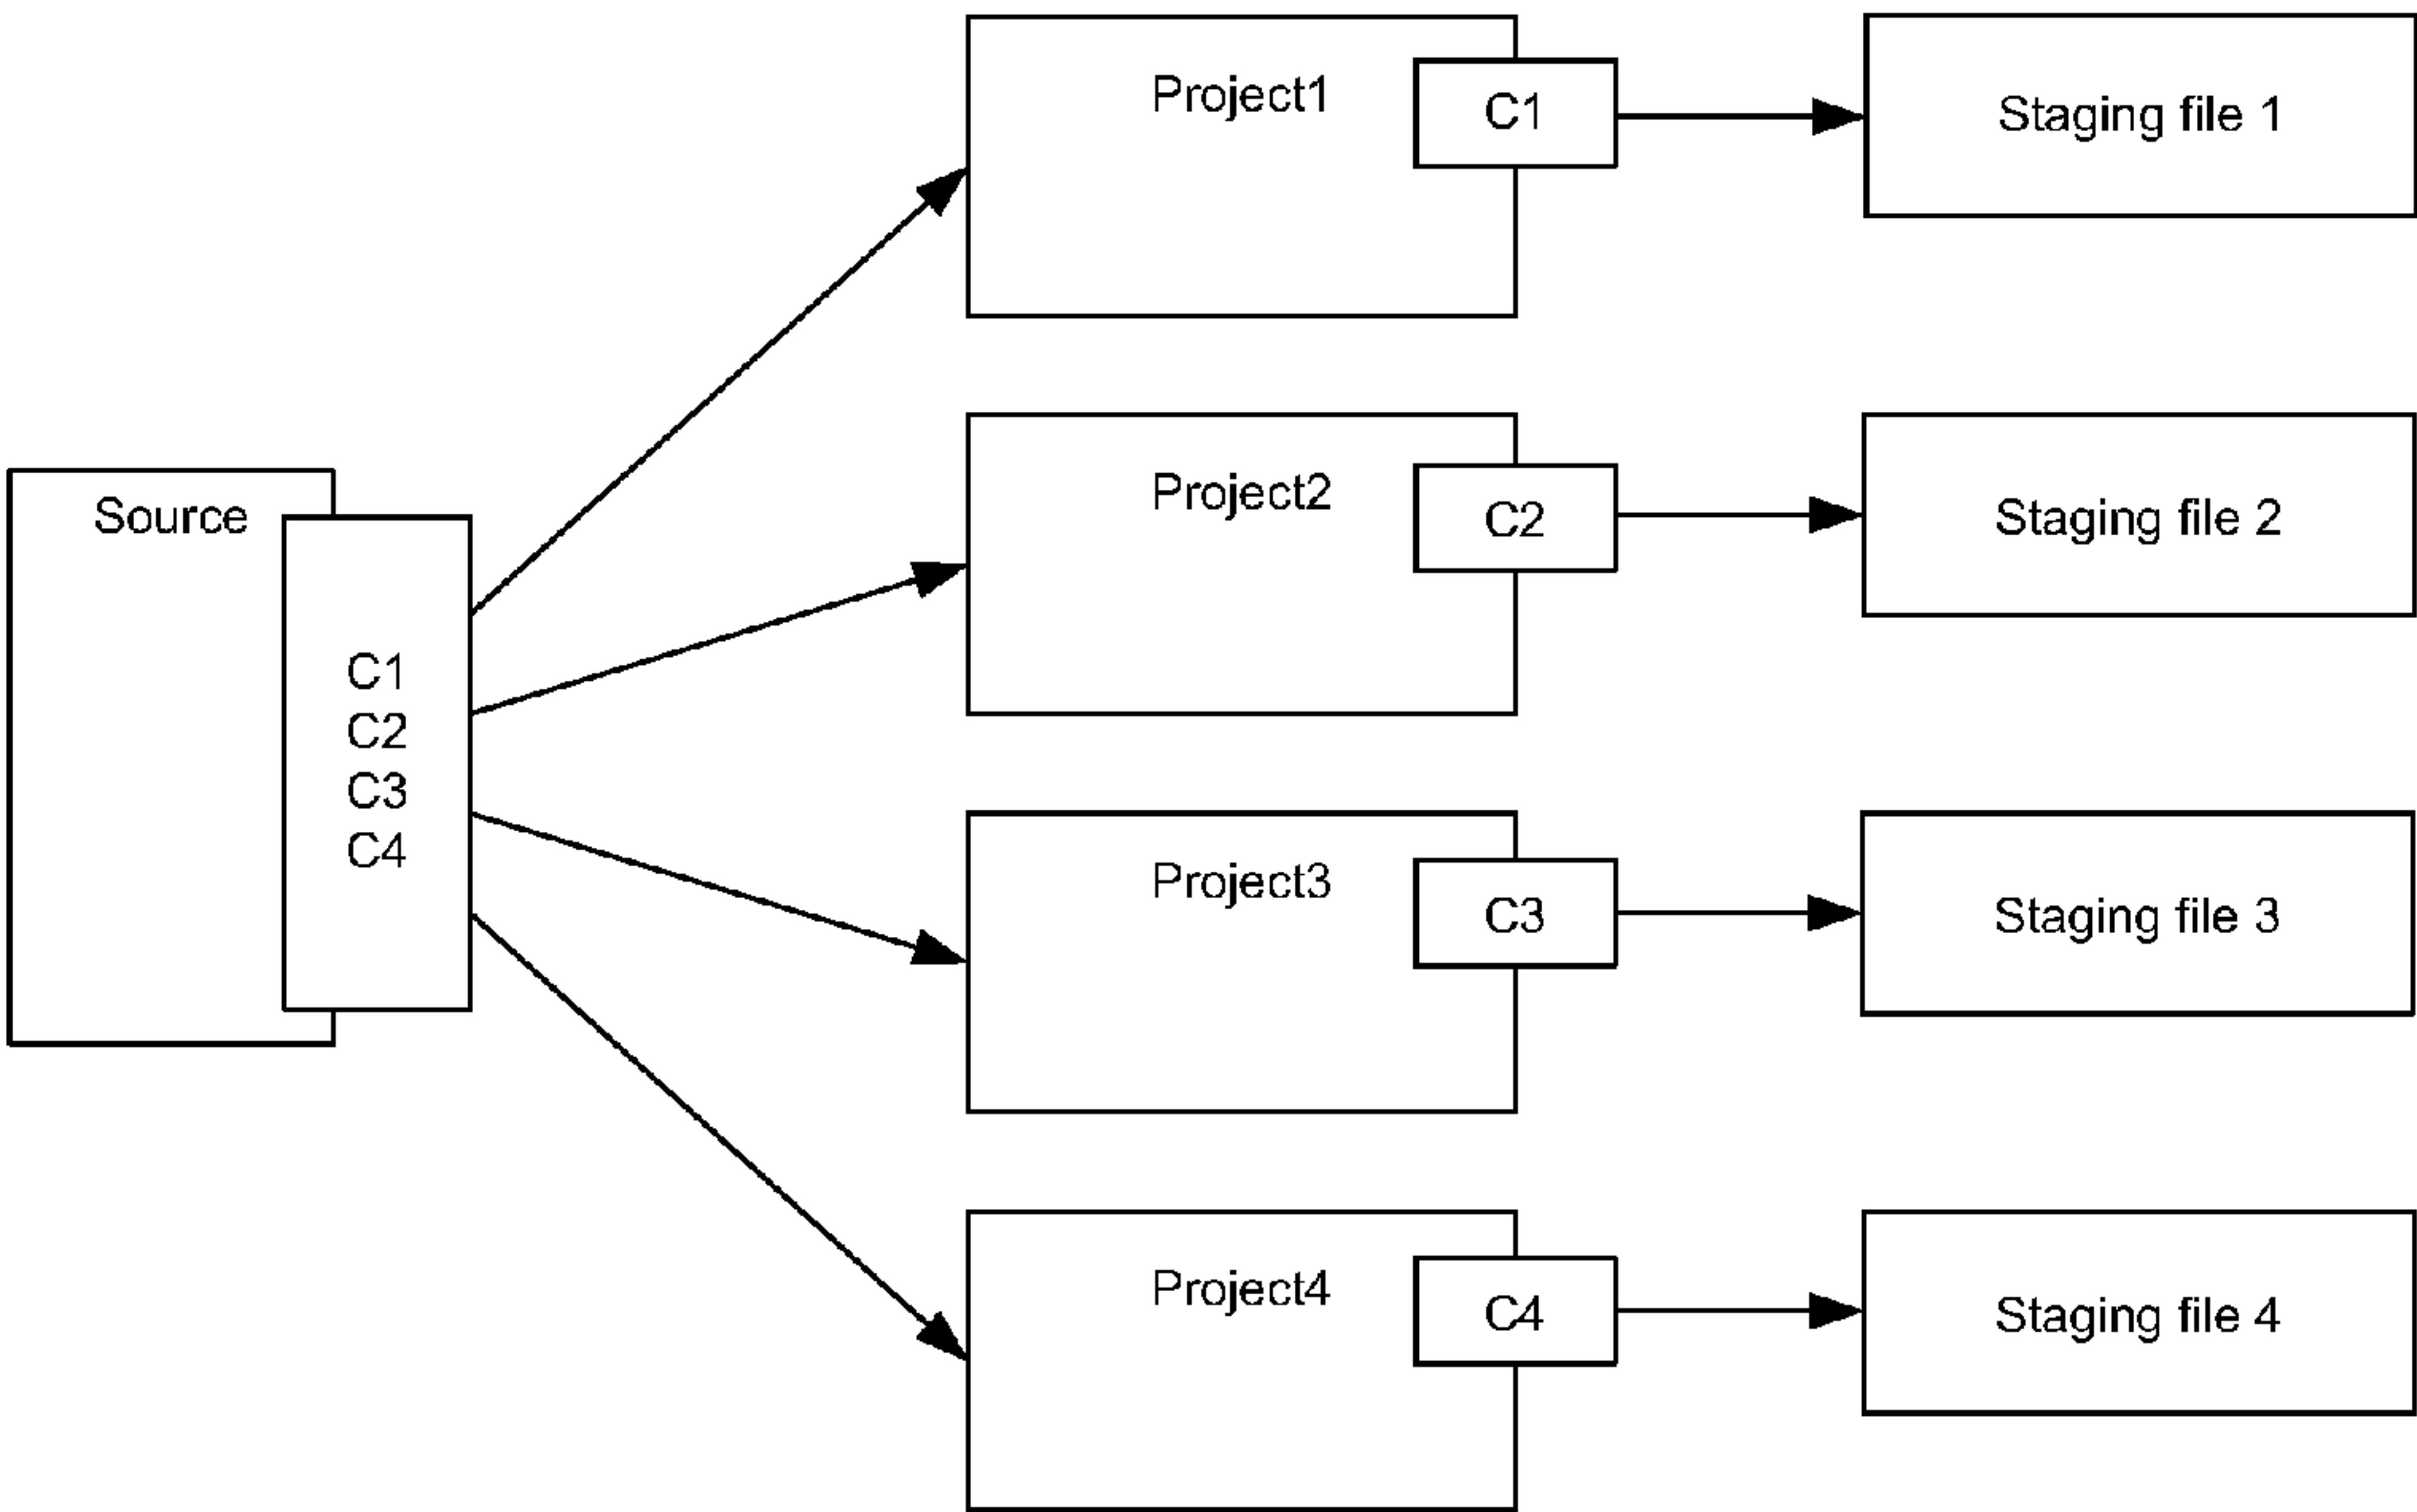 Source
C1
C2
C3
C4
Project1
C1
Staging file 1
Project2
C2
Staging file 2
Project3
C3
Staging file 3
Project4
C4
Staging file 4